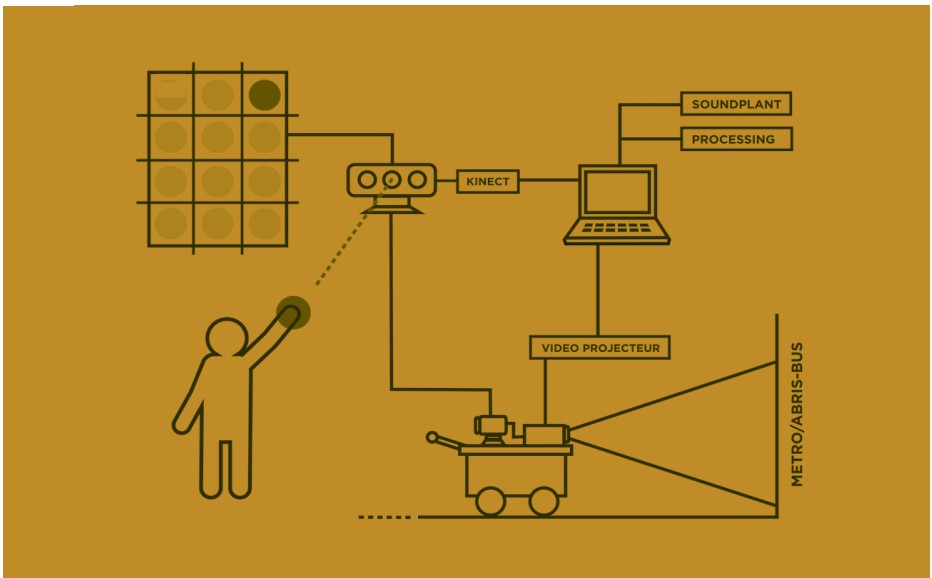 SOUNDPLANT
PROCESSING
KINECT
VIDEO PROJECTEUR
METRO/ABRIS-BUS